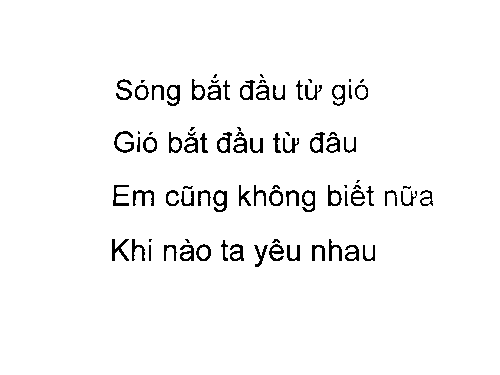 Sóng bắt đầu từ gió
Gió bắt đầu từ đâu
Em cũng không biết nữa
Khi nào ta yêu nhau